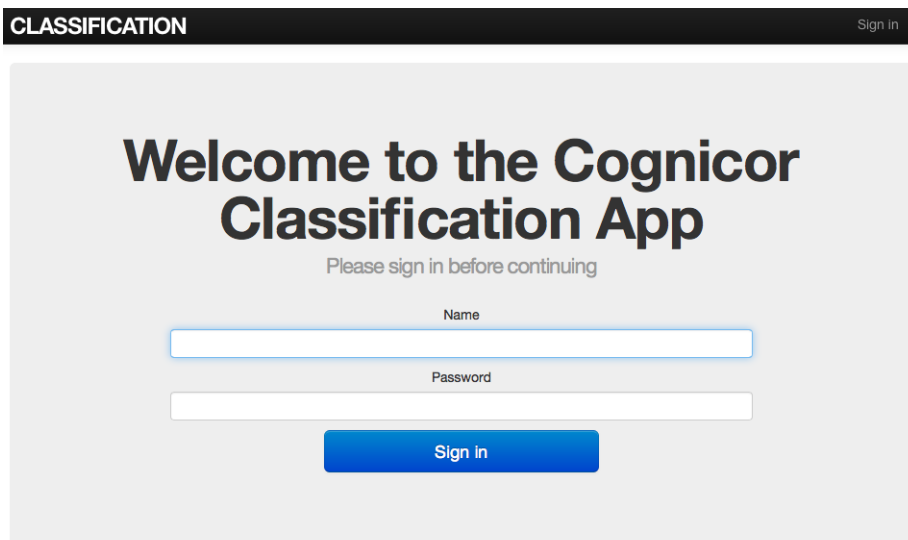 CLASSIFICATION
Sign in
Welcome to the Cognicor
Classification App
Please sign in before continuing
Name
Password
Sign in